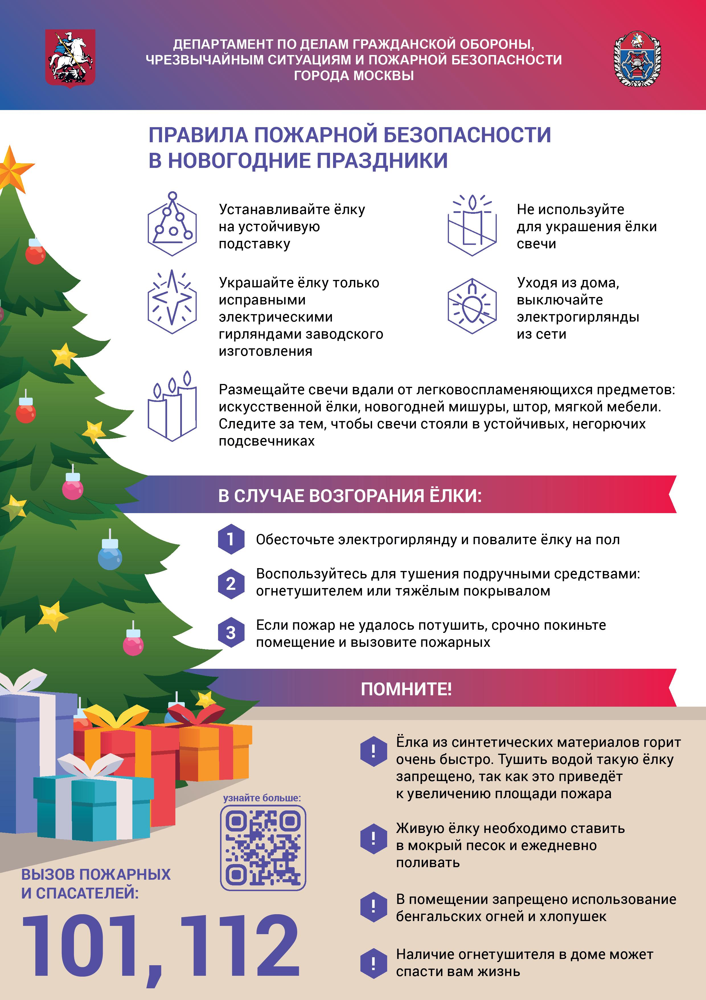 ДЕПАРТАМЕНТ ПО ДЕЛАМ ГРАЖДАНСКОЙ ОБОРОНЫ,
ЧРЕЗВЫЧАЙНЫМ СИТУАЦИЯМ И ПОЖАРНОЙ БЕЗОПАСНОСТИ
ГОРОДА МОСКВЫ
ПРАВИЛА ПОЖАРНОЙ БЕЗОПАСНОСТИ
В НОВОГОДНИЕ ПРАЗДНИКИ
Устанавливайте ёлку
на устойчивую
подставку
Не используйте
для украшения ёлки
свечи
Украшайте ёлку только
исправными
электрическими
гирляндами заводского
изготовления
Уходя из дома,
выключайте
электрогирлянды
из сети
Размещайте свечи вдали от легковоспламеняющихся предметов:
искусственной ёлки, новогодней мишуры, штор, мягкой мебели.
Следите за тем, чтобы свечи стояли в устойчивых, негорючих
подсвечниках
В СЛУЧАЕ ВОЗГОРАНИЯ ЁЛКИ:
1 Обесточьте электрогирлянду и повалите ёлку на пол
2 Воспользуйтесь для тушения подручными средствами:
огнетушителем или тяжёлым покрывалом
3 Если пожар не удалось потушить, срочно покиньте
помещение и вызовите пожарных
ПОМНИТЕ!
! Ёлка из синтетических материалов горит
очень быстро. Тушить водой такую ёлку
запрещено, так как это приведёт
к увеличению площади пожара
! Живую ёлку необходимо ставить
в мокрый песок и ежедневно
поливать
! В помещении запрещено использование
бенгальских огней и хлопушек
! Наличие огнетушителя в доме может
спасти вам жизнь
узнайте больше:
ВЫЗОВ ПОЖАРНЫХ
И СПАСАТЕЛЕЙ:
101, 112